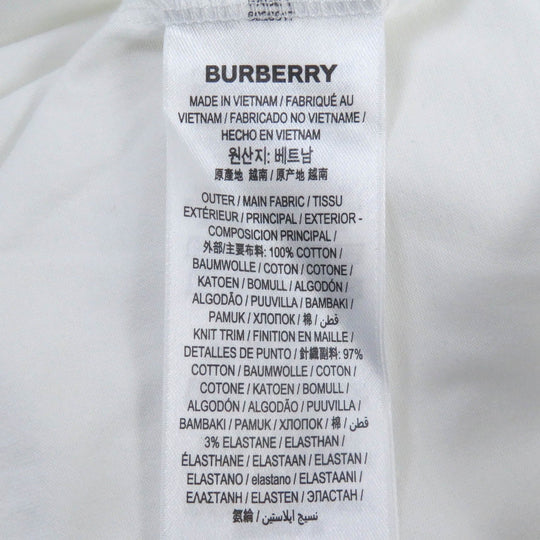 BURBERRY
MADE IN VIETNAM / FABRIQUÉ AU
VIETNAM / FABRICADO NO VIETNAME /
HECHO EN VIETNAM
원산지: 베트남
原產地 越南 / 原产地 越南
OUTER / MAIN FABRIC / TISSU
EXTÉRIEUR / PRINCIPAL / EXTERIOR -
COMPOSICIÓN PRINCIPAL /
外部/主要布料: 100% COTTON /
BAUMWOLLE / COTON / COTONE /
KATOEN / BOMULL / ALGODÓN /
ALGODÃO / PUUVILLA / BAMBAKI /
PAMUK / ХЛОПОК / 棉 / قطن /
KNIT TRIM / FINITION EN MAILLE /
DETALLES DE PUNTO / 針織副料: 97%
COTTON / BAUMWOLLE / COTON /
COTONE / KATOEN / BOMULL /
ALGODÓN / ALGODÃO / PUUVILLA /
BAMBAKI / PAMUK / ХЛОПОК / 棉 / قطن /
3% ELASTANE / ELASTHAN /
ÉLASTHANE / ELASTAAN / ELASTAN /
ELASTANO / elastano / ELASTAANI /
ΕΛΑΣΤΑΝΗ / ELASTEN / ЭЛАСТАН /
氨綸 / نسيج ايلاستين